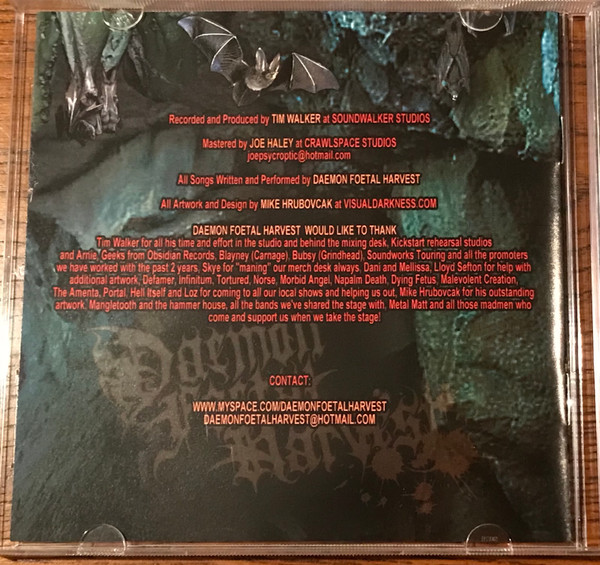 Recorded and Produced by TIM WALKER at SOUNDWALKER STUDIOS
Mastered by JOE HALEY at CRAWLSPACE STUDIOS
joepsycroptic@hotmail.com
All Songs Written and Performed by DAEMON FOETAL HARVEST
All Artwork and Design by MIKE HRUBOVCAK at VISUALDARKNESS.COM
DAEMON FOETAL HARVEST WOULD LIKE TO THANK
Tim Walker for all his time and effort in the studio and behind the mixing desk, Kickstart rehearsal studios
and Arnie, Geeks from Obsidian Records, Blayney (Carnage), Bubsy (Grindhead), Soundworks Touring and all the promoters
we have worked with the past 2 years, Skye for "maning" our merch desk always, Dani and Mellissa, Lloyd Sefton for help with
additional artwork, Defamer, Infinitum, Tortured, Norse, Morbid Angel, Napalm Death, Dying Fetus, Malevolent Creation,
The Amenta, Portal, Hell Itself and Loz for coming to all our local shows and helping us out, Mike Hrubovcak for his outstanding
artwork, Mangletooth and the hammer house, all the bands we've shared the stage with, Metal Matt and all those madmen who
come and support us when we take the stage!
Daemon
Foetal
Harvest
CONTACT:
WWW.MYSPACE.COM/DAEMONFOETALHARVEST
DAEMONFOETALHARVEST@HOTMAIL.COM